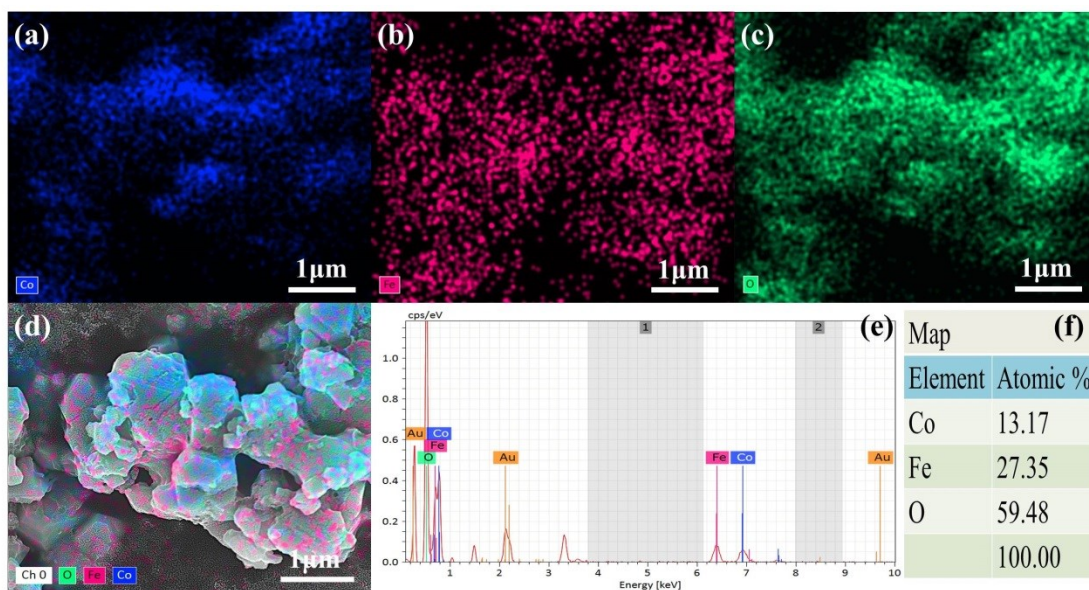 (a)
Co
1μm
(b)
Fe
1μm
(c)
O
1μm
(d)
Ch 0 O Fe Co
1μm
cps/eV
(e)
1 2
1.0
0.8
0.6
0.4
0.2
0.0
Au Co
Fe
O Au Fe Co Au
1 2 3 4 5 6 7 8 9 10
Energy [keV]
Map (f)
Element Atomic %
Co 13.17
Fe 27.35
O 59.48
100.00